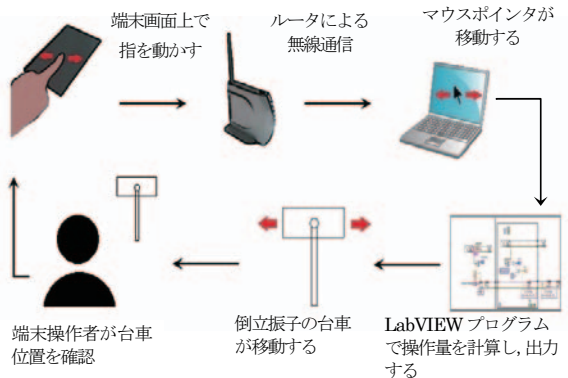 端末画面上で
指を動かす
ルータによる
無線通信
マウスポインタが
移動する
端末操作者が台車
位置を確認
倒立振子の台車
が移動する
LabVIEW プログラム
で操作量を計算し, 出力
する